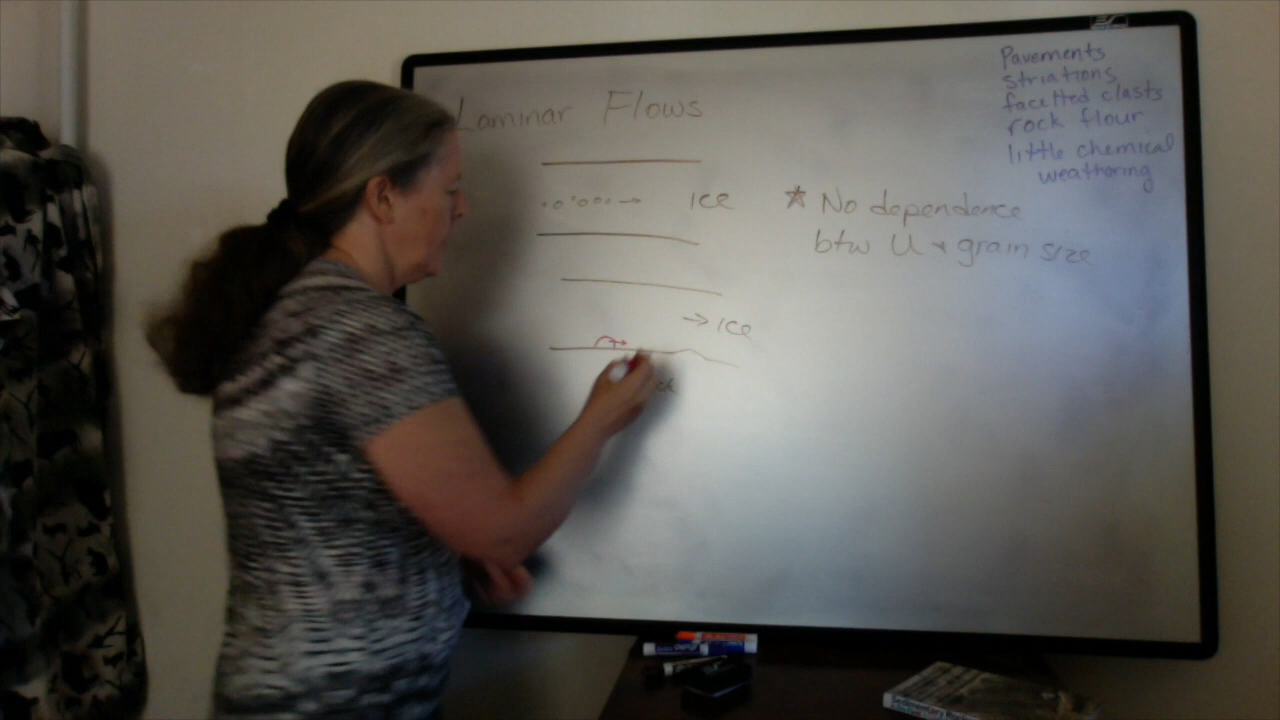 Laminar Flows
ICE
→ ICE
* No dependence
btw U + grain size
Pavements
striations
facetted clasts
rock flour
little chemical
weathering